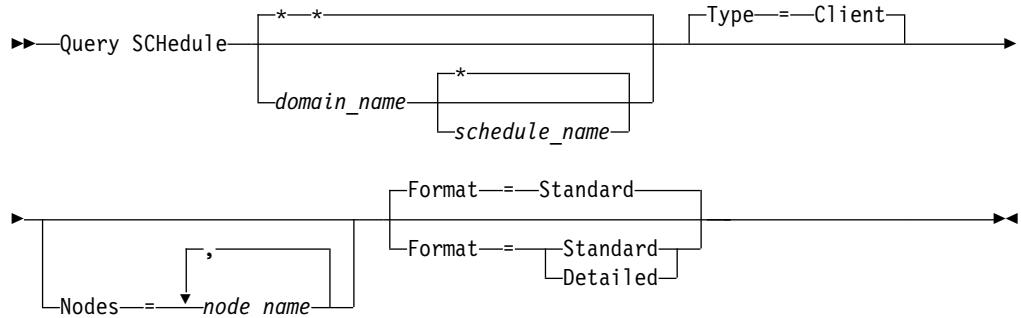 * *
Type = Client
Query SCHedule
*
domain_name
schedule_name
Format = Standard
,
Format = Standard
Detailed
Nodes = node name